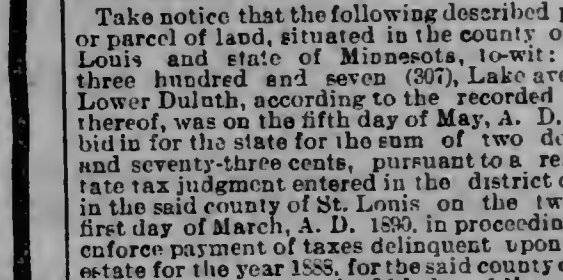 Take notice that the following described
or parcel of land, situated in the county o
Louis and state of Minnesota, to-wit:
three hundred and seven (307), Lake ave
Lower Duluth, according to the recorded
thereof, was on the fifth day of May, A. D.
bid in for the state for the sum of two do
and seventy-three cents, pursuant to a re
tate tax judgment entered in the district c
in the said county of St. Louis on the tw
first day of March, A. D. 1890, in proceedin
enforce payment of taxes delinquent upon
estate for the year 1888, for the said county